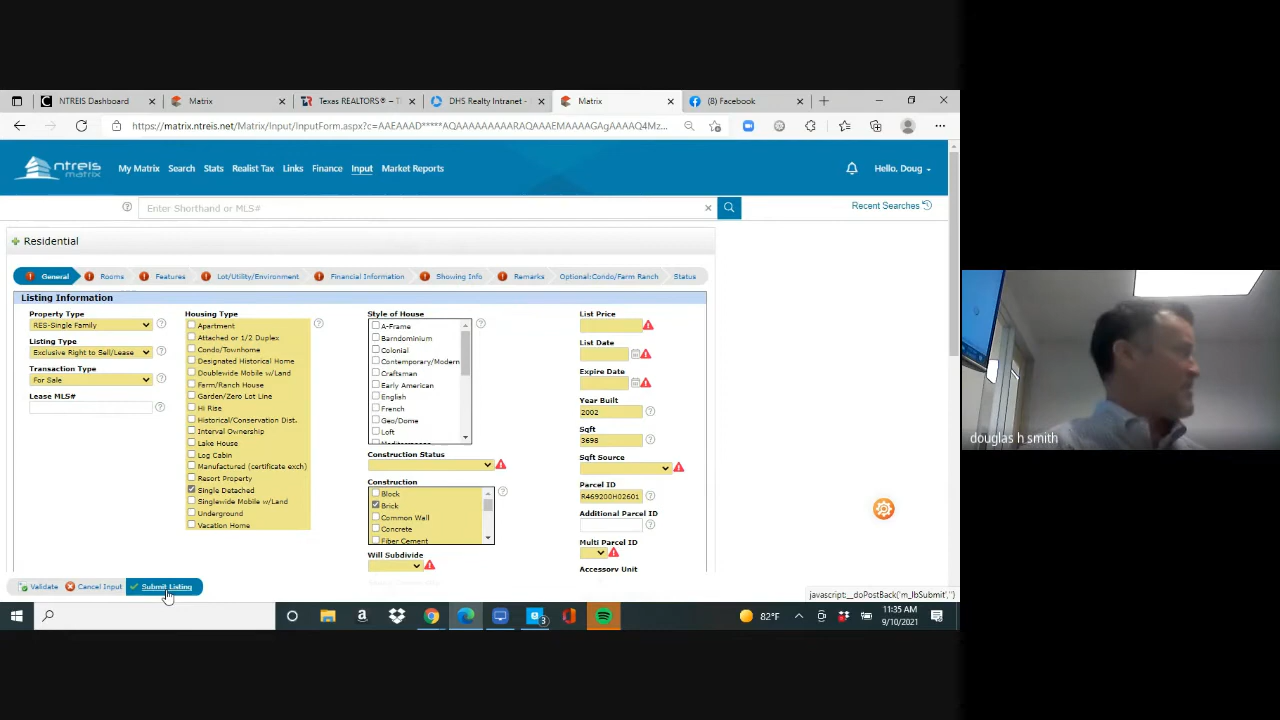 NTREIS Dashboard
Matrix
Texas REALTORS® – T
DHS Realty Intranet -
Matrix
(8) Facebook
https://matrix.ntreis.net/Matrix/Input/InputForm.aspx?c=AAEAAAD*****AQAAAAAAAAARAQAAAEMAAAAGAgAAAAQ4Mz...
ntreis
matrix
My Matrix
Search
Stats
Realist Tax
Links
Finance
Input
Market Reports
Hello, Doug
Enter Shorthand or MLS#
Recent Searches
Residential
General
Rooms
Features
Lot/Utility/Environment
Financial Information
Showing Info
Remarks
Optional:Condo/Farm Ranch
Status
Listing Information
Property Type
RES-Single Family
Listing Type
Exclusive Right to Sell/Lease
Transaction Type
For Sale
Lease MLS#
Housing Type
Apartment
Attached or 1/2 Duplex
Condo/Townhome
Designated Historical Home
Doublewide Mobile w/Land
Farm/Ranch House
Garden/Zero Lot Line
Hi Rise
Historical/Conservation Dist.
Interval Ownership
Lake House
Log Cabin
Manufactured (certificate exch)
Resort Property
Single Detached
Singlewide Mobile w/Land
Underground
Vacation Home
Style of House
A-Frame
Barndominium
Colonial
Contemporary/Modern
Craftsman
Early American
English
French
Geo/Dome
Loft
Construction Status
Construction
Block
Brick
Common Wall
Concrete
Fiber Cement
Will Subdivide
List Price
List Date
Expire Date
Year Built
2002
Sqft
3698
Sqft Source
Parcel ID
R469200H02601
Additional Parcel ID
Multi Parcel ID
Accessory Unit
Validate
Cancel Input
Submit Listing
javascript:__doPostBack('m_lbSubmit','')
3
82°F
11:35 AM
9/10/2021
douglas h smith